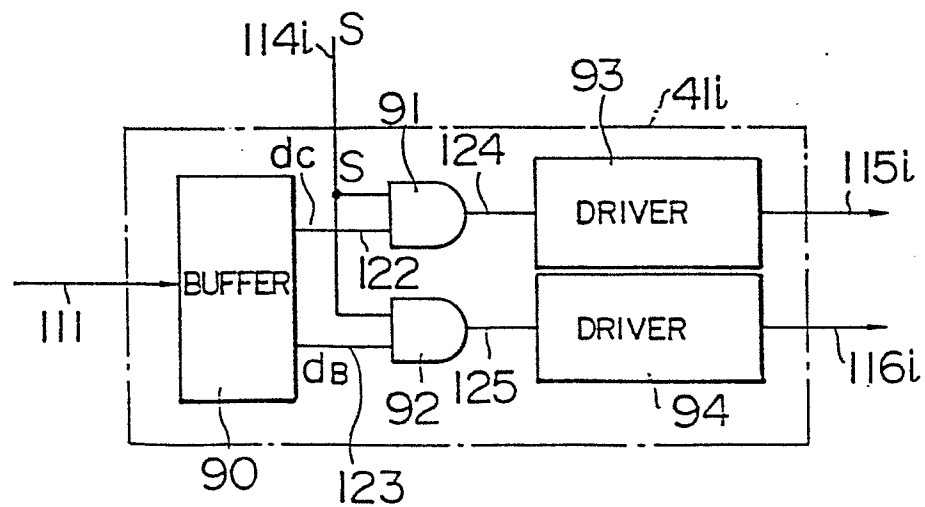 114i S
93
41i
91
dc S
124
115i
DRIVER
122
BUFFER
111
DRIVER
dB
92
125
116i
94
90
123